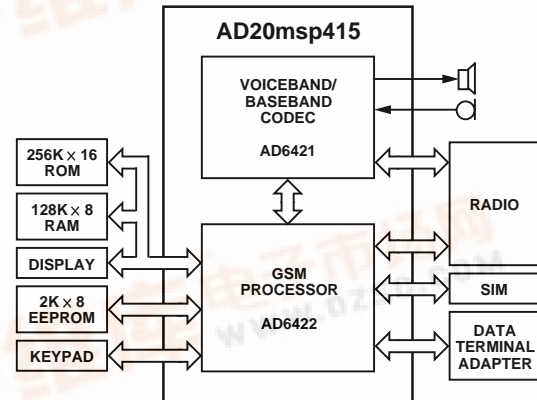 AD20msp415
VOICEBAND/
BASEBAND
CODEC
AD6421
256K × 16
ROM
128K × 8
RAM
DISPLAY
2K × 8
EEPROM
KEYPAD
GSM
PROCESSOR
AD6422
RADIO
SIM
DATA
TERMINAL
ADAPTER